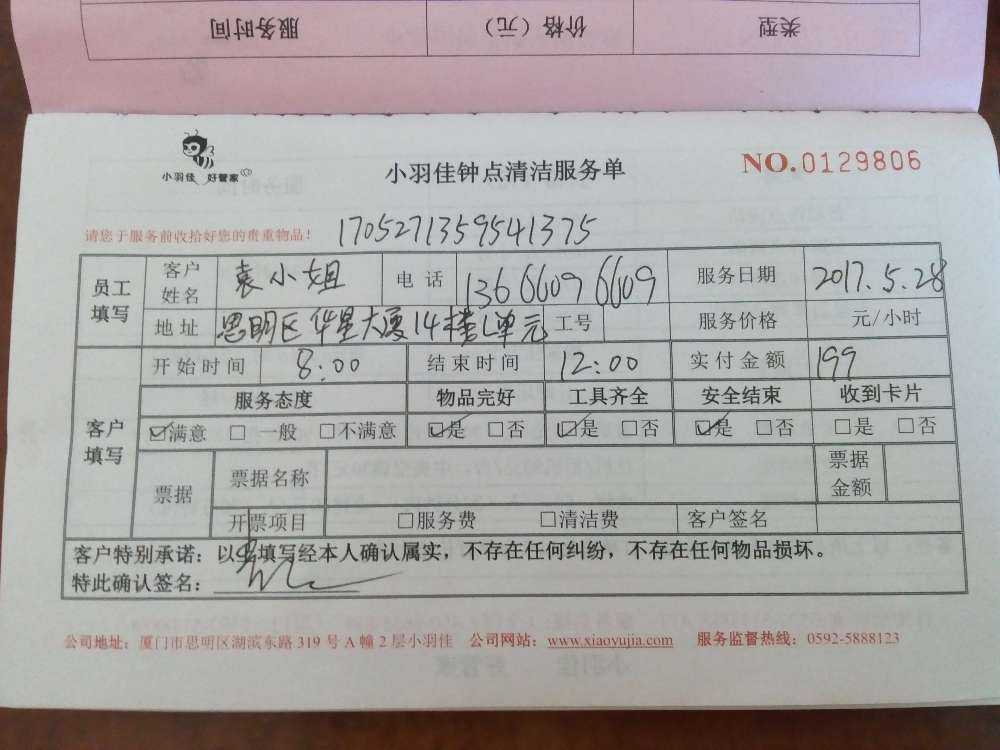 服务时间 价格（元） 类型
小羽佳 好管家
小羽佳钟点清洁服务单
NO.0129806
请您于服务前收拾好您的贵重物品！ 1705271359541375
员工填写 客户姓名 袁小姐 电话 13666096609 服务日期 2017.5.28
地址 思明区华星大厦14楼L单元 工号 服务价格 元/小时
客户填写 开始时间 8:00 结束时间 12:00 实付金额 199
服务态度 物品完好 工具齐全 安全结束 收到卡片
☑满意 □一般 □不满意 ☑是 □否 ☑是 □否 ☑是 □否 □是 □否
票据 票据名称 票据金额
开票项目 □服务费 □清洁费 客户签名
客户特别承诺：以上填写经本人确认属实，不存在任何纠纷，不存在任何物品损坏。
特此确认签名：
公司地址：厦门市思明区湖滨东路 319 号 A 幢 2 层小羽佳 公司网站：www.xiaoyujia.com 服务监督热线：0592-5888123